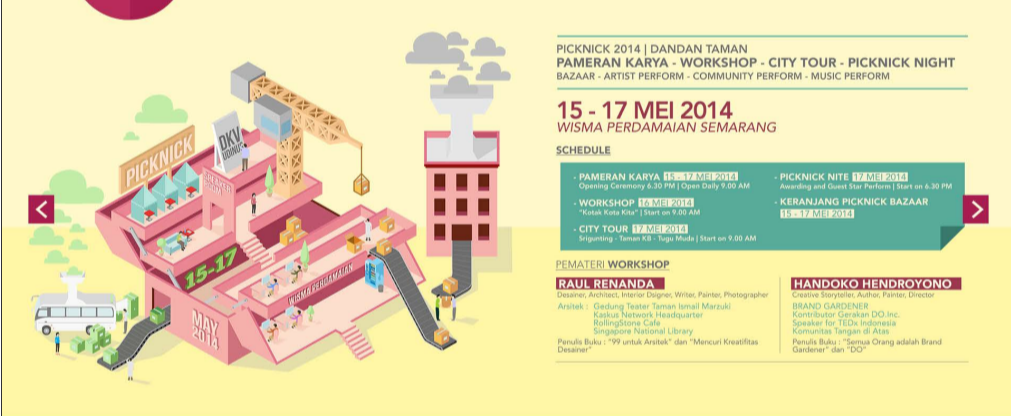 PICKNICK 2014 | DANDAN TAMAN
PAMERAN KARYA - WORKSHOP - CITY TOUR - PICKNICK NIGHT
BAZAAR - ARTIST PERFORM - COMMUNITY PERFORM - MUSIC PERFORM
15 - 17 MEI 2014
WISMA PERDAMAIAN SEMARANG
SCHEDULE
- PAMERAN KARYA 15 - 17 MEI 2014
Opening Ceremony 6.30 PM | Open Daily 9.00 AM
- WORKSHOP 16 MEI 2014
"Kotak Kota Kita" | Start on 9.00 AM
- CITY TOUR 17 MEI 2014
Srigunting - Taman KB - Tugu Muda | Start on 9.00 AM
- PICKNICK NITE 17 MEI 2014
Awarding and Guest Star Perform | Start on 6.30 PM
- KERANJANG PICKNICK BAZAAR
15 - 17 MEI 2014
PEMATERI WORKSHOP
RAUL RENANDA
Desainer, Architect, Interior Dsigner, Writer, Painter, Photographer
Arsitek : Gedung Teater Taman Ismail Marzuki
Kaskus Network Headquarter
RollingStone Cafe
Singapore National Library
Penulis Buku : "99 untuk Arsitek" dan "Mencuri Kreatifitas
Desainer"
HANDOKO HENDROYONO
Creative Storyteller, Author, Painter, Director
BRAND GARDENER
Kontributor Gerakan DO.Inc.
Speaker for TEDx Indonesia
Komunitas Tangan di Atas
Penulis Buku : "Semua Orang adalah Brand
Gardener" dan "DO"
PICKNICK
DKV
UDINUS
15-17
WISMA PERDAMAIAN
MAY
2014